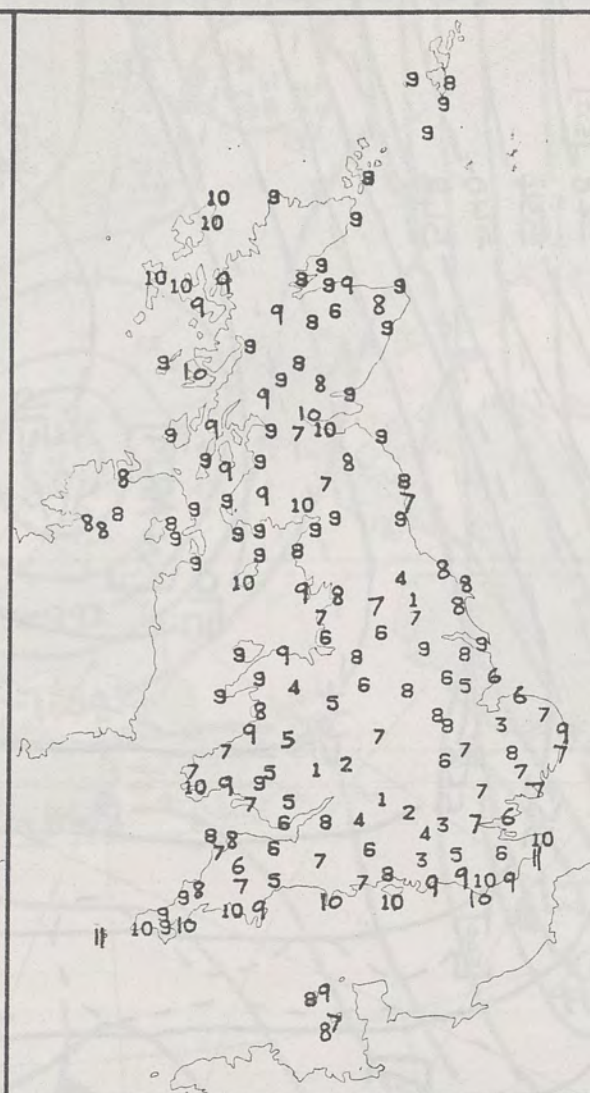 9 8
9
9
8
10 9
10 9
9
10 10 9 8 9 9 9
9 9 8 6 8 9
9 8
9 10 9 8
9 10 9
9 9 9 7 10 9
9 9 9 8
8 9 9 7 8
8 9 10 7
8 8 8 9 9 9 9
9 9 9 8
9 10 4 8
9 8 7 1 8
7 7 8
6 6 9 9
9 9 8 8
9 4 6 8 6 5 6
9 8 5 8 6
9 5 7 8 3 7
7 8 7 9
7 5 1 2 6 8 7
10 9 9 5 1 7 7 7
7 6 8 4 2 3 7 6
8 8 6 4 10
7 6 7 6 3 5 6 11
9 8 7 5 7 8 9 9 10 9
9 10 9 10 10 10
11 10 9 10
8 9
8 7